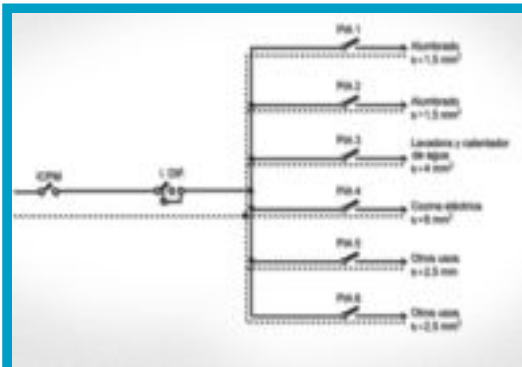 PIA 1
Alumbrado
s=1,5 mm²
PIA 2
Alumbrado
s=1,5 mm²
PIA 3
Lavadora y calentador
de agua
s=4 mm²
ICPM
I. DIF.
PIA 4
Cocina eléctrica
s=6 mm²
PIA 5
Otros usos
s=2,5 mm
PIA 6
Otros usos
s=2,5 mm²